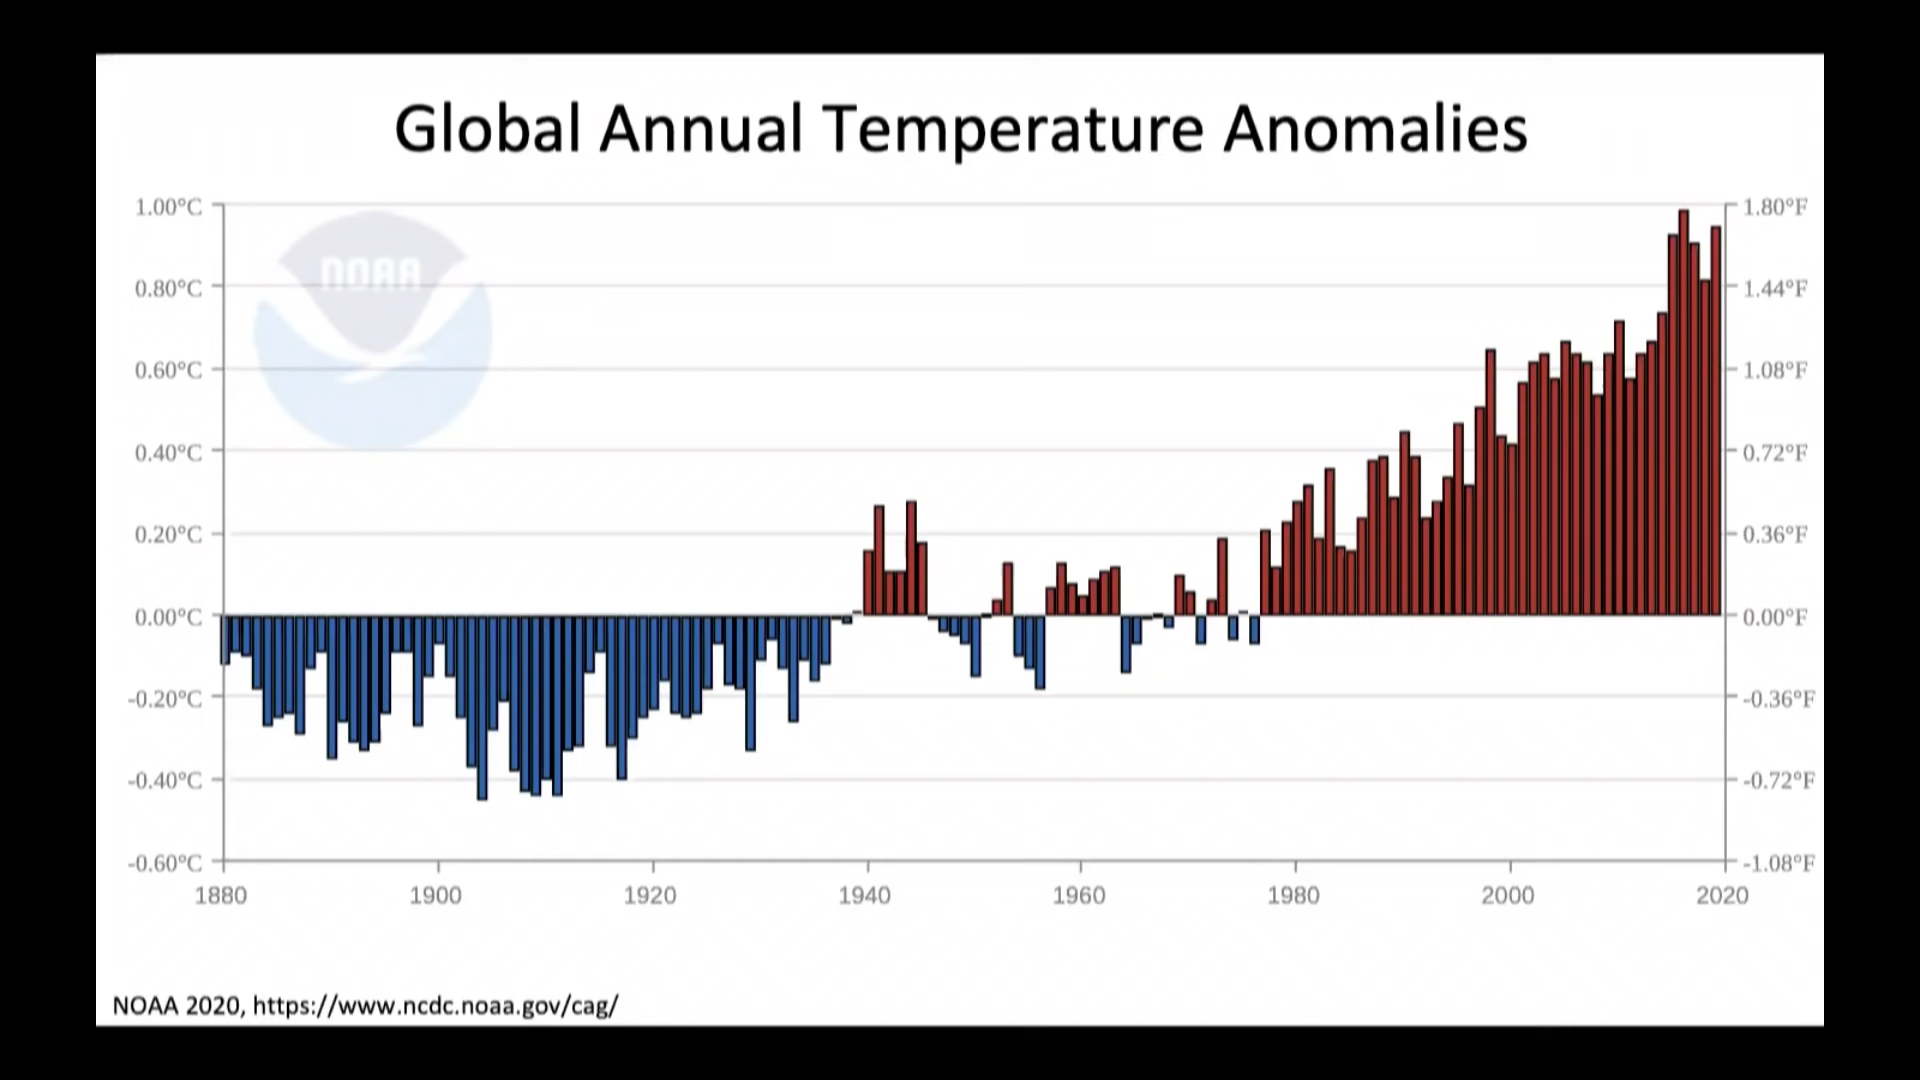 Global Annual Temperature Anomalies
NOAA
1.00°C 1.80°F
0.80°C 1.44°F
0.60°C 1.08°F
0.40°C 0.72°F
0.20°C 0.36°F
0.00°C 0.00°F
-0.20°C -0.36°F
-0.40°C -0.72°F
-0.60°C -1.08°F
1880 1900 1920 1940 1960 1980 2000 2020
NOAA 2020, https://www.ncdc.noaa.gov/cag/